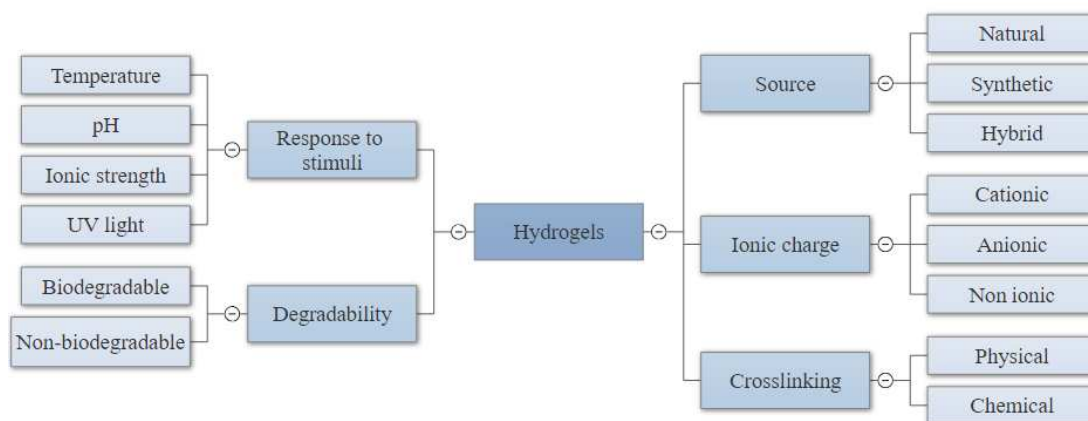 Temperature
pH
Ionic strength
UV light
Response to
stimuli
Biodegradable
Non-biodegradable
Degradability
Hydrogels
Source
Natural
Synthetic
Hybrid
Ionic charge
Cationic
Anionic
Non ionic
Crosslinking
Physical
Chemical